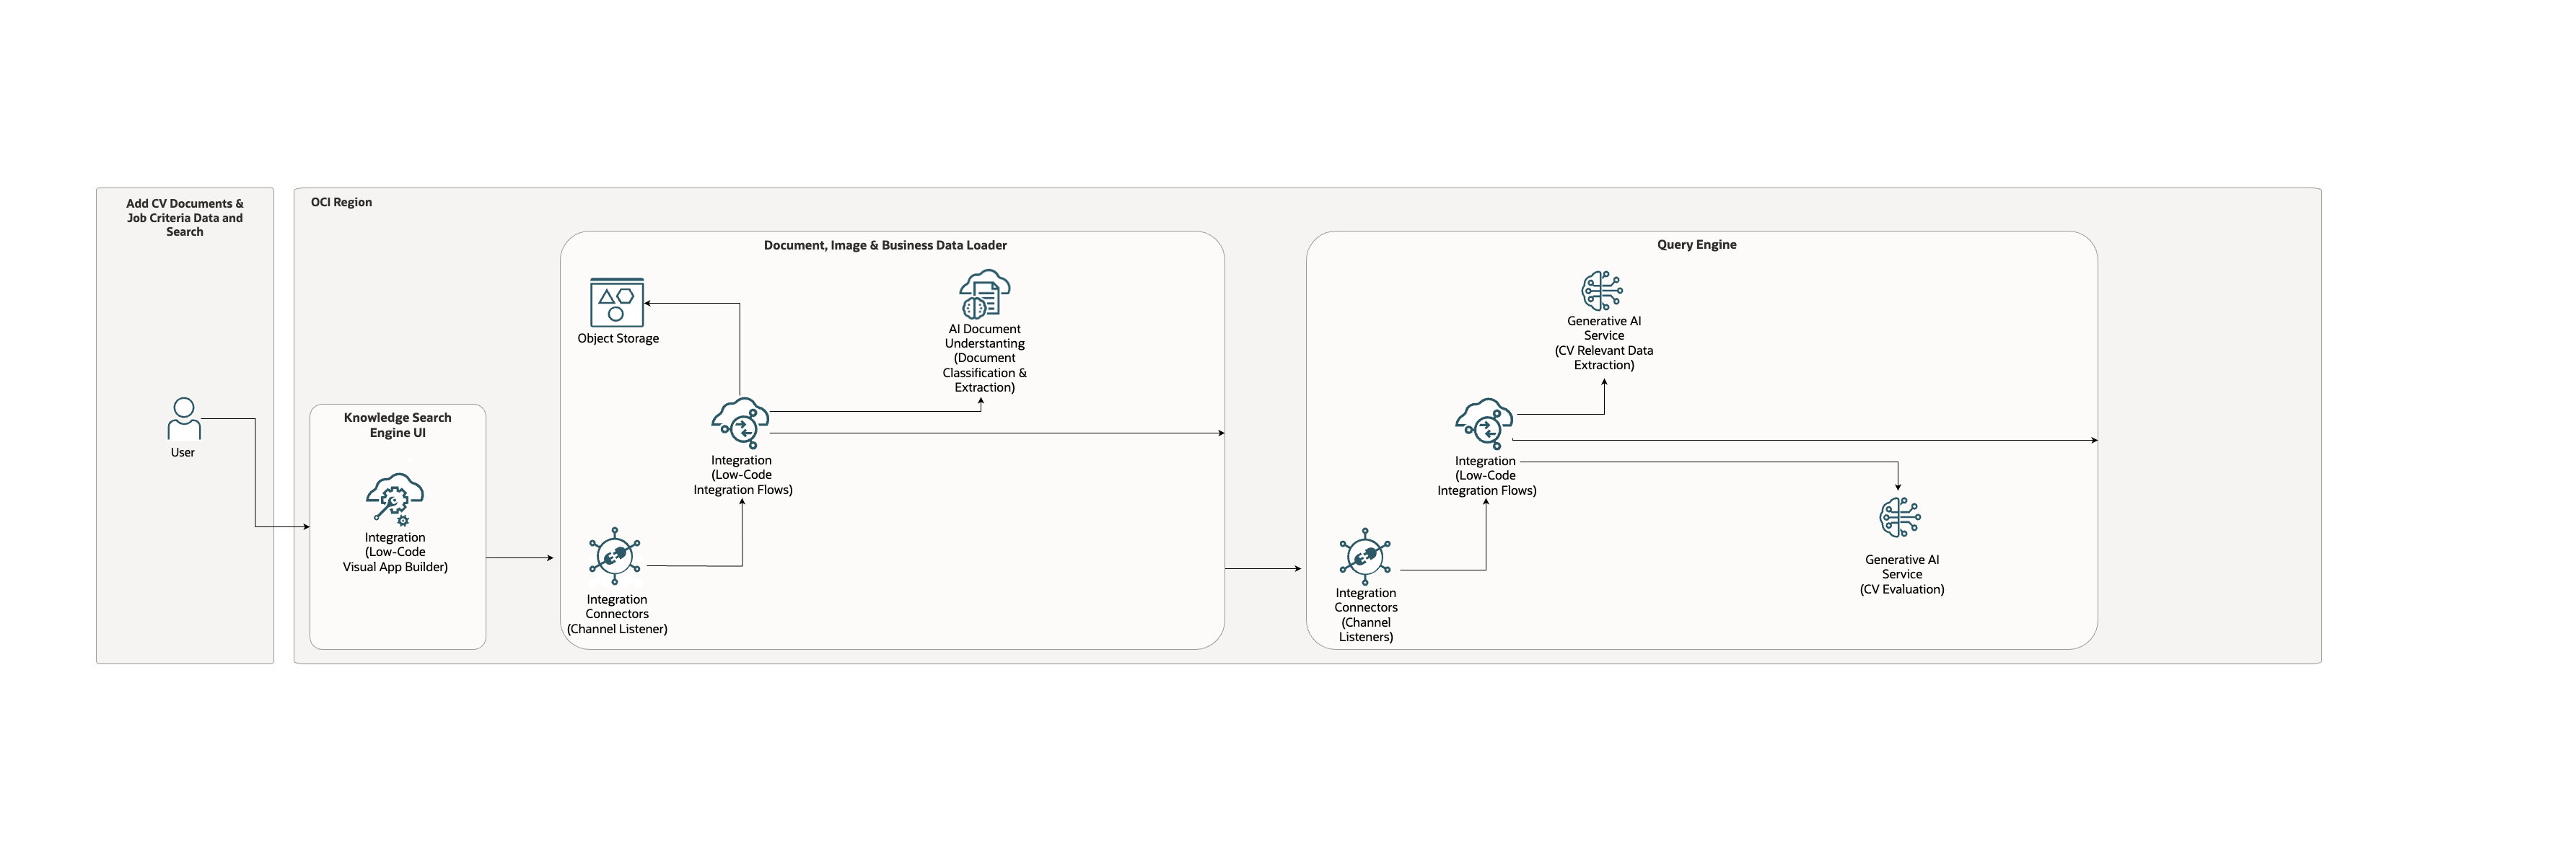 Add CV Documents &
Job Criteria Data and
Search
User
OCI Region
Knowledge Search
Engine UI
Integration
(Low-Code
Visual App Builder)
Document, Image & Business Data Loader
Object Storage
AI Document
Understanting
(Document
Classification &
Extraction)
Integration
(Low-Code
Integration Flows)
Integration
Connectors
(Channel Listener)
Query Engine
Generative AI
Service
(CV Relevant Data
Extraction)
Integration
(Low-Code
Integration Flows)
Integration
Connectors
(Channel
Listeners)
Generative AI
Service
(CV Evaluation)